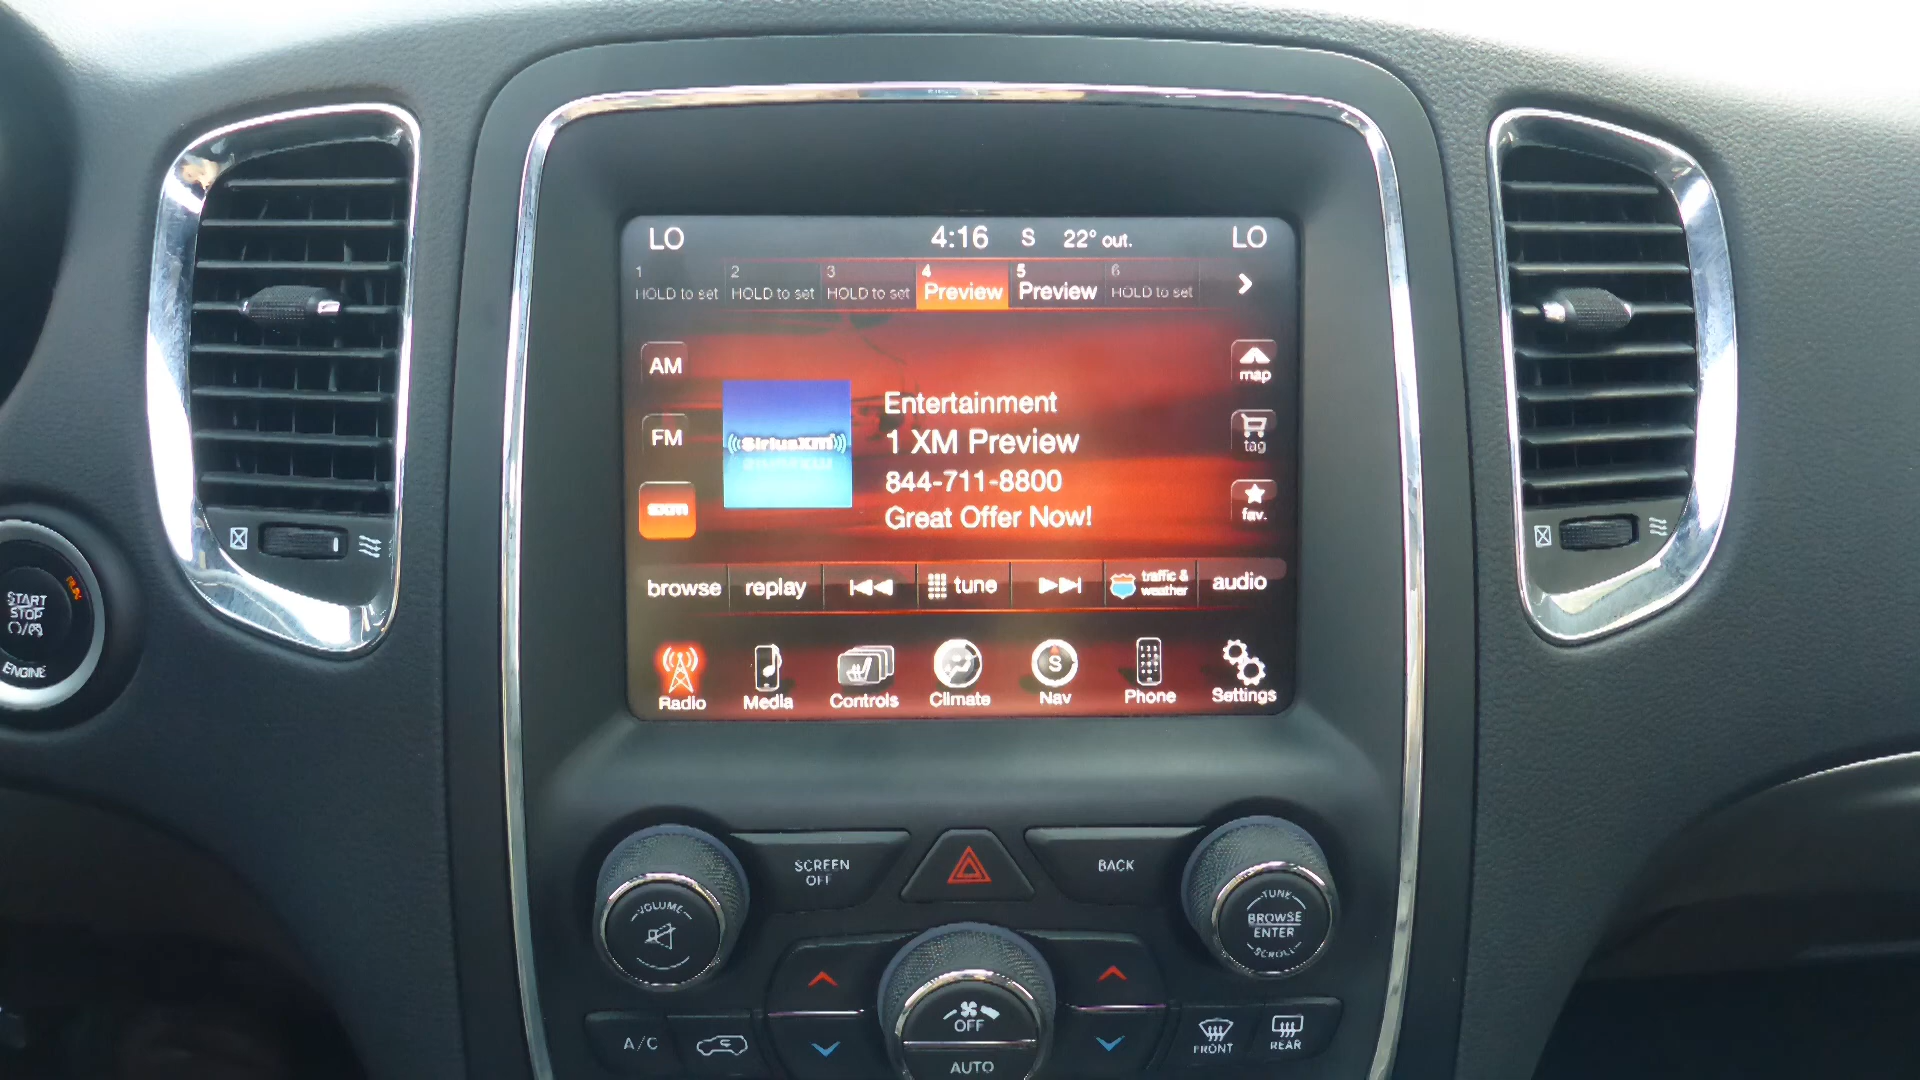 LO
4:16 S 22° out.
LO
1 HOLD to set
2 HOLD to set
3 HOLD to set
4 Preview
5 Preview
6 HOLD to set
AM
FM
sxm
((SiriusXM))
Entertainment
1 XM Preview
844-711-8800
Great Offer Now!
map
tag
fav.
browse
replay
tune
traffic &
weather
audio
Radio
Media
Controls
Climate
S
Nav
Phone
Settings
START
STOP
ENGINE
RUN
SCREEN
OFF
BACK
VOLUME
TUNE
BROWSE
ENTER
SCROLL
A/C
OFF
AUTO
FRONT
REAR